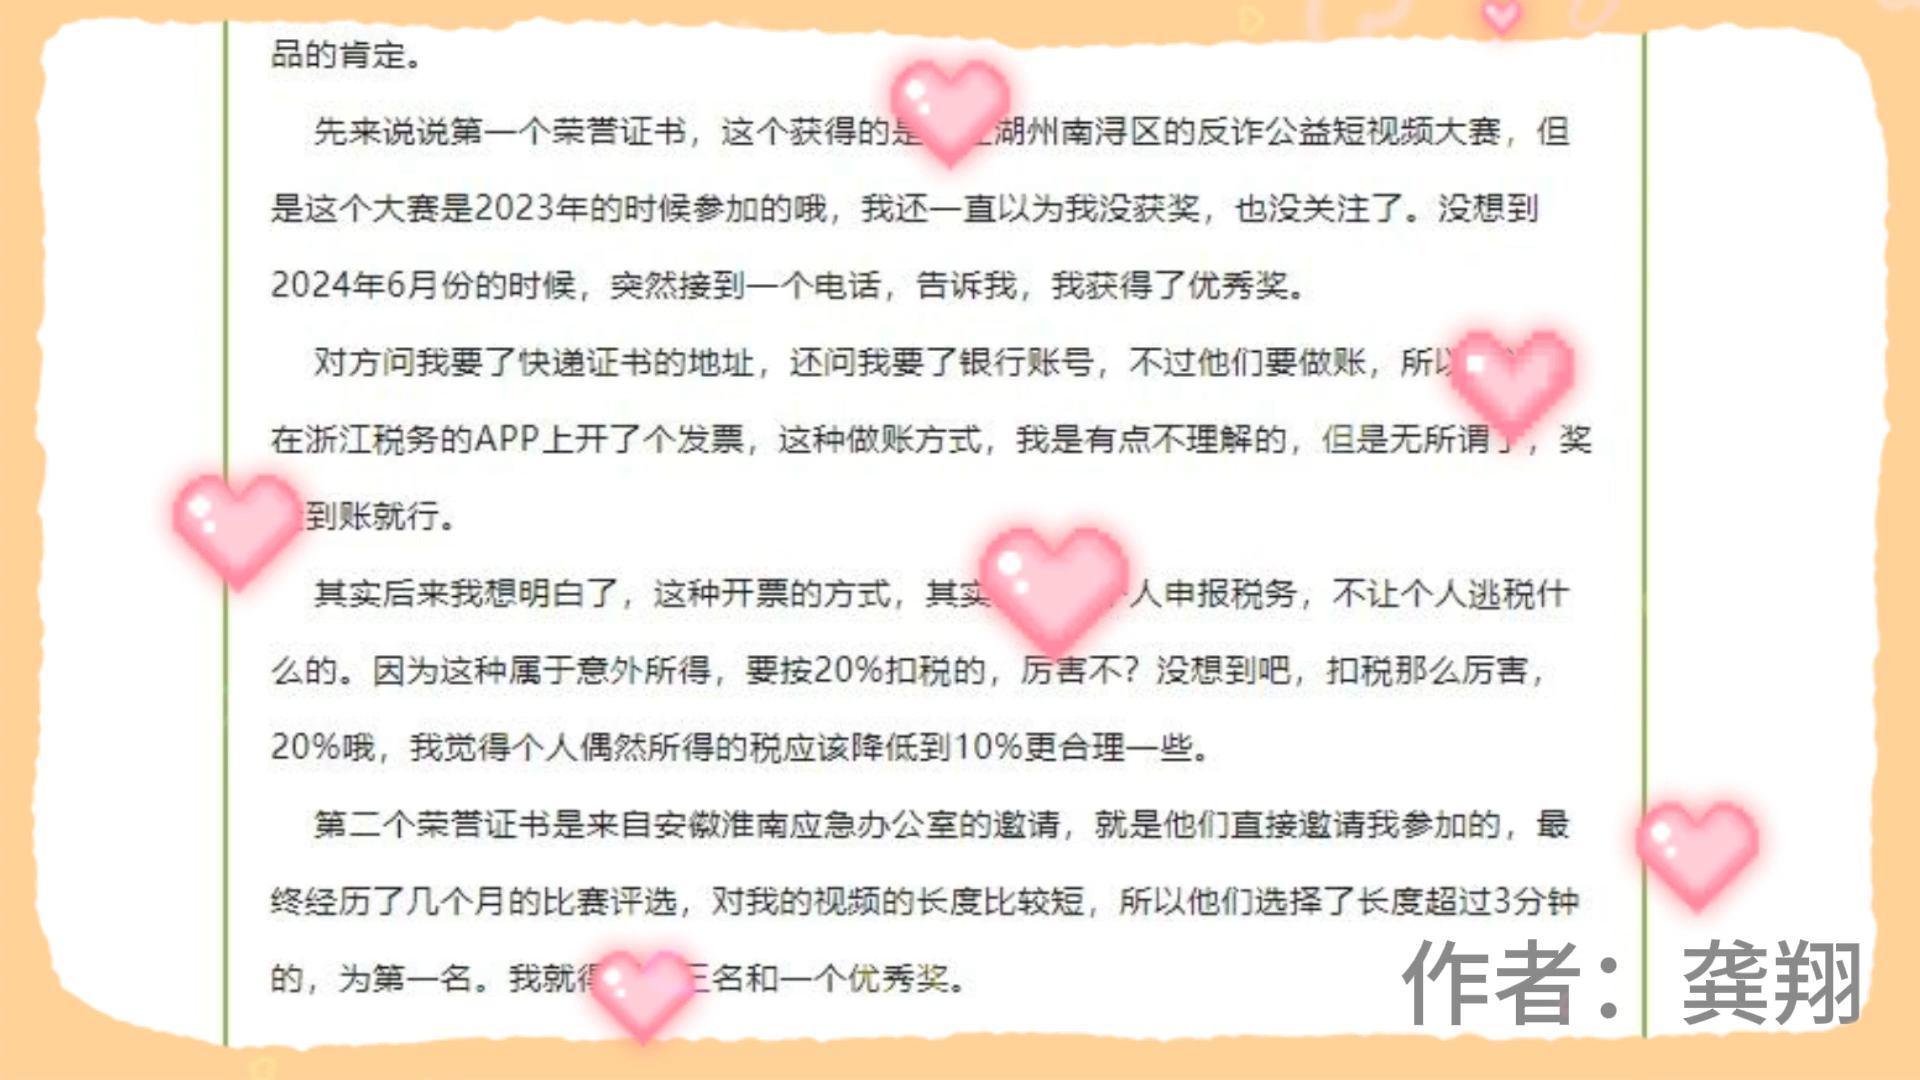 品的肯定。
先来说说第一个荣誉证书，这个获得的是 湖州南浔区的反诈公益短视频大赛，但
是这个大赛是2023年的时候参加的哦，我还一直以为我没获奖，也没关注了。没想到
2024年6月份的时候，突然接到一个电话，告诉我，我获得了优秀奖。
对方问我要了快递证书的地址，还问我要了银行账号，不过他们要做账，所以
在浙江税务的APP上开了个发票，这种做账方式，我是有点不理解的，但是无所谓了，奖
到账就行。
其实后来我想明白了，这种开票的方式，其实 人申报税务，不让个人逃税什
么的。因为这种属于意外所得，要按20%扣税的，厉害不？没想到吧，扣税那么厉害，
20%哦，我觉得个人偶然所得的税应该降低到10%更合理一些。
第二个荣誉证书是来自安徽淮南应急办公室的邀请，就是他们直接邀请我参加的，最
终经历了几个月的比赛评选，对我的视频的长度比较短，所以他们选择了长度超过3分钟
的，为第一名。我就得 三名和一个优秀奖。
作者：龚翔